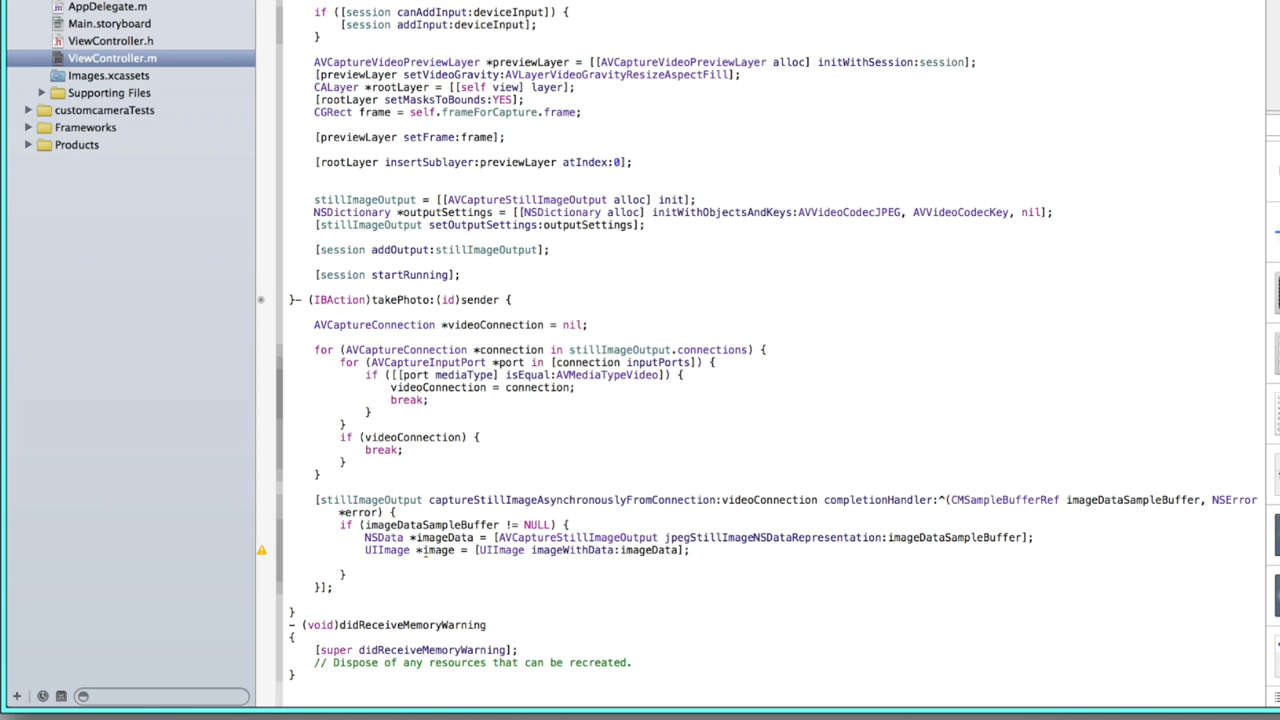 AppDelegate.m
Main.storyboard
ViewController.h
ViewController.m
Images.xcassets
Supporting Files
customcameraTests
Frameworks
Products
if ([session canAddInput:deviceInput]) {
[session addInput:deviceInput];
}
AVCaptureVideoPreviewLayer *previewLayer = [[AVCaptureVideoPreviewLayer alloc] initWithSession:session];
[previewLayer setVideoGravity:AVLayerVideoGravityResizeAspectFill];
CALayer *rootLayer = [[self view] layer];
[rootLayer setMasksToBounds:YES];
CGRect frame = self.frameForCapture.frame;
[previewLayer setFrame:frame];
[rootLayer insertSublayer:previewLayer atIndex:0];
stillImageOutput = [[AVCaptureStillImageOutput alloc] init];
NSDictionary *outputSettings = [[NSDictionary alloc] initWithObjectsAndKeys:AVVideoCodecJPEG, AVVideoCodecKey, nil];
[stillImageOutput setOutputSettings:outputSettings];
[session addOutput:stillImageOutput];
[session startRunning];
}- (IBAction)takePhoto:(id)sender {
AVCaptureConnection *videoConnection = nil;
for (AVCaptureConnection *connection in stillImageOutput.connections) {
for (AVCaptureInputPort *port in [connection inputPorts]) {
if ([[port mediaType] isEqual:AVMediaTypeVideo]) {
videoConnection = connection;
break;
}
}
if (videoConnection) {
break;
}
}
[stillImageOutput captureStillImageAsynchronouslyFromConnection:videoConnection completionHandler:^(CMSampleBufferRef imageDataSampleBuffer, NSError
*error) {
if (imageDataSampleBuffer != NULL) {
NSData *imageData = [AVCaptureStillImageOutput jpegStillImageNSDataRepresentation:imageDataSampleBuffer];
UIImage *image = [UIImage imageWithData:imageData];
}
}];
}
- (void)didReceiveMemoryWarning
{
[super didReceiveMemoryWarning];
// Dispose of any resources that can be recreated.
}